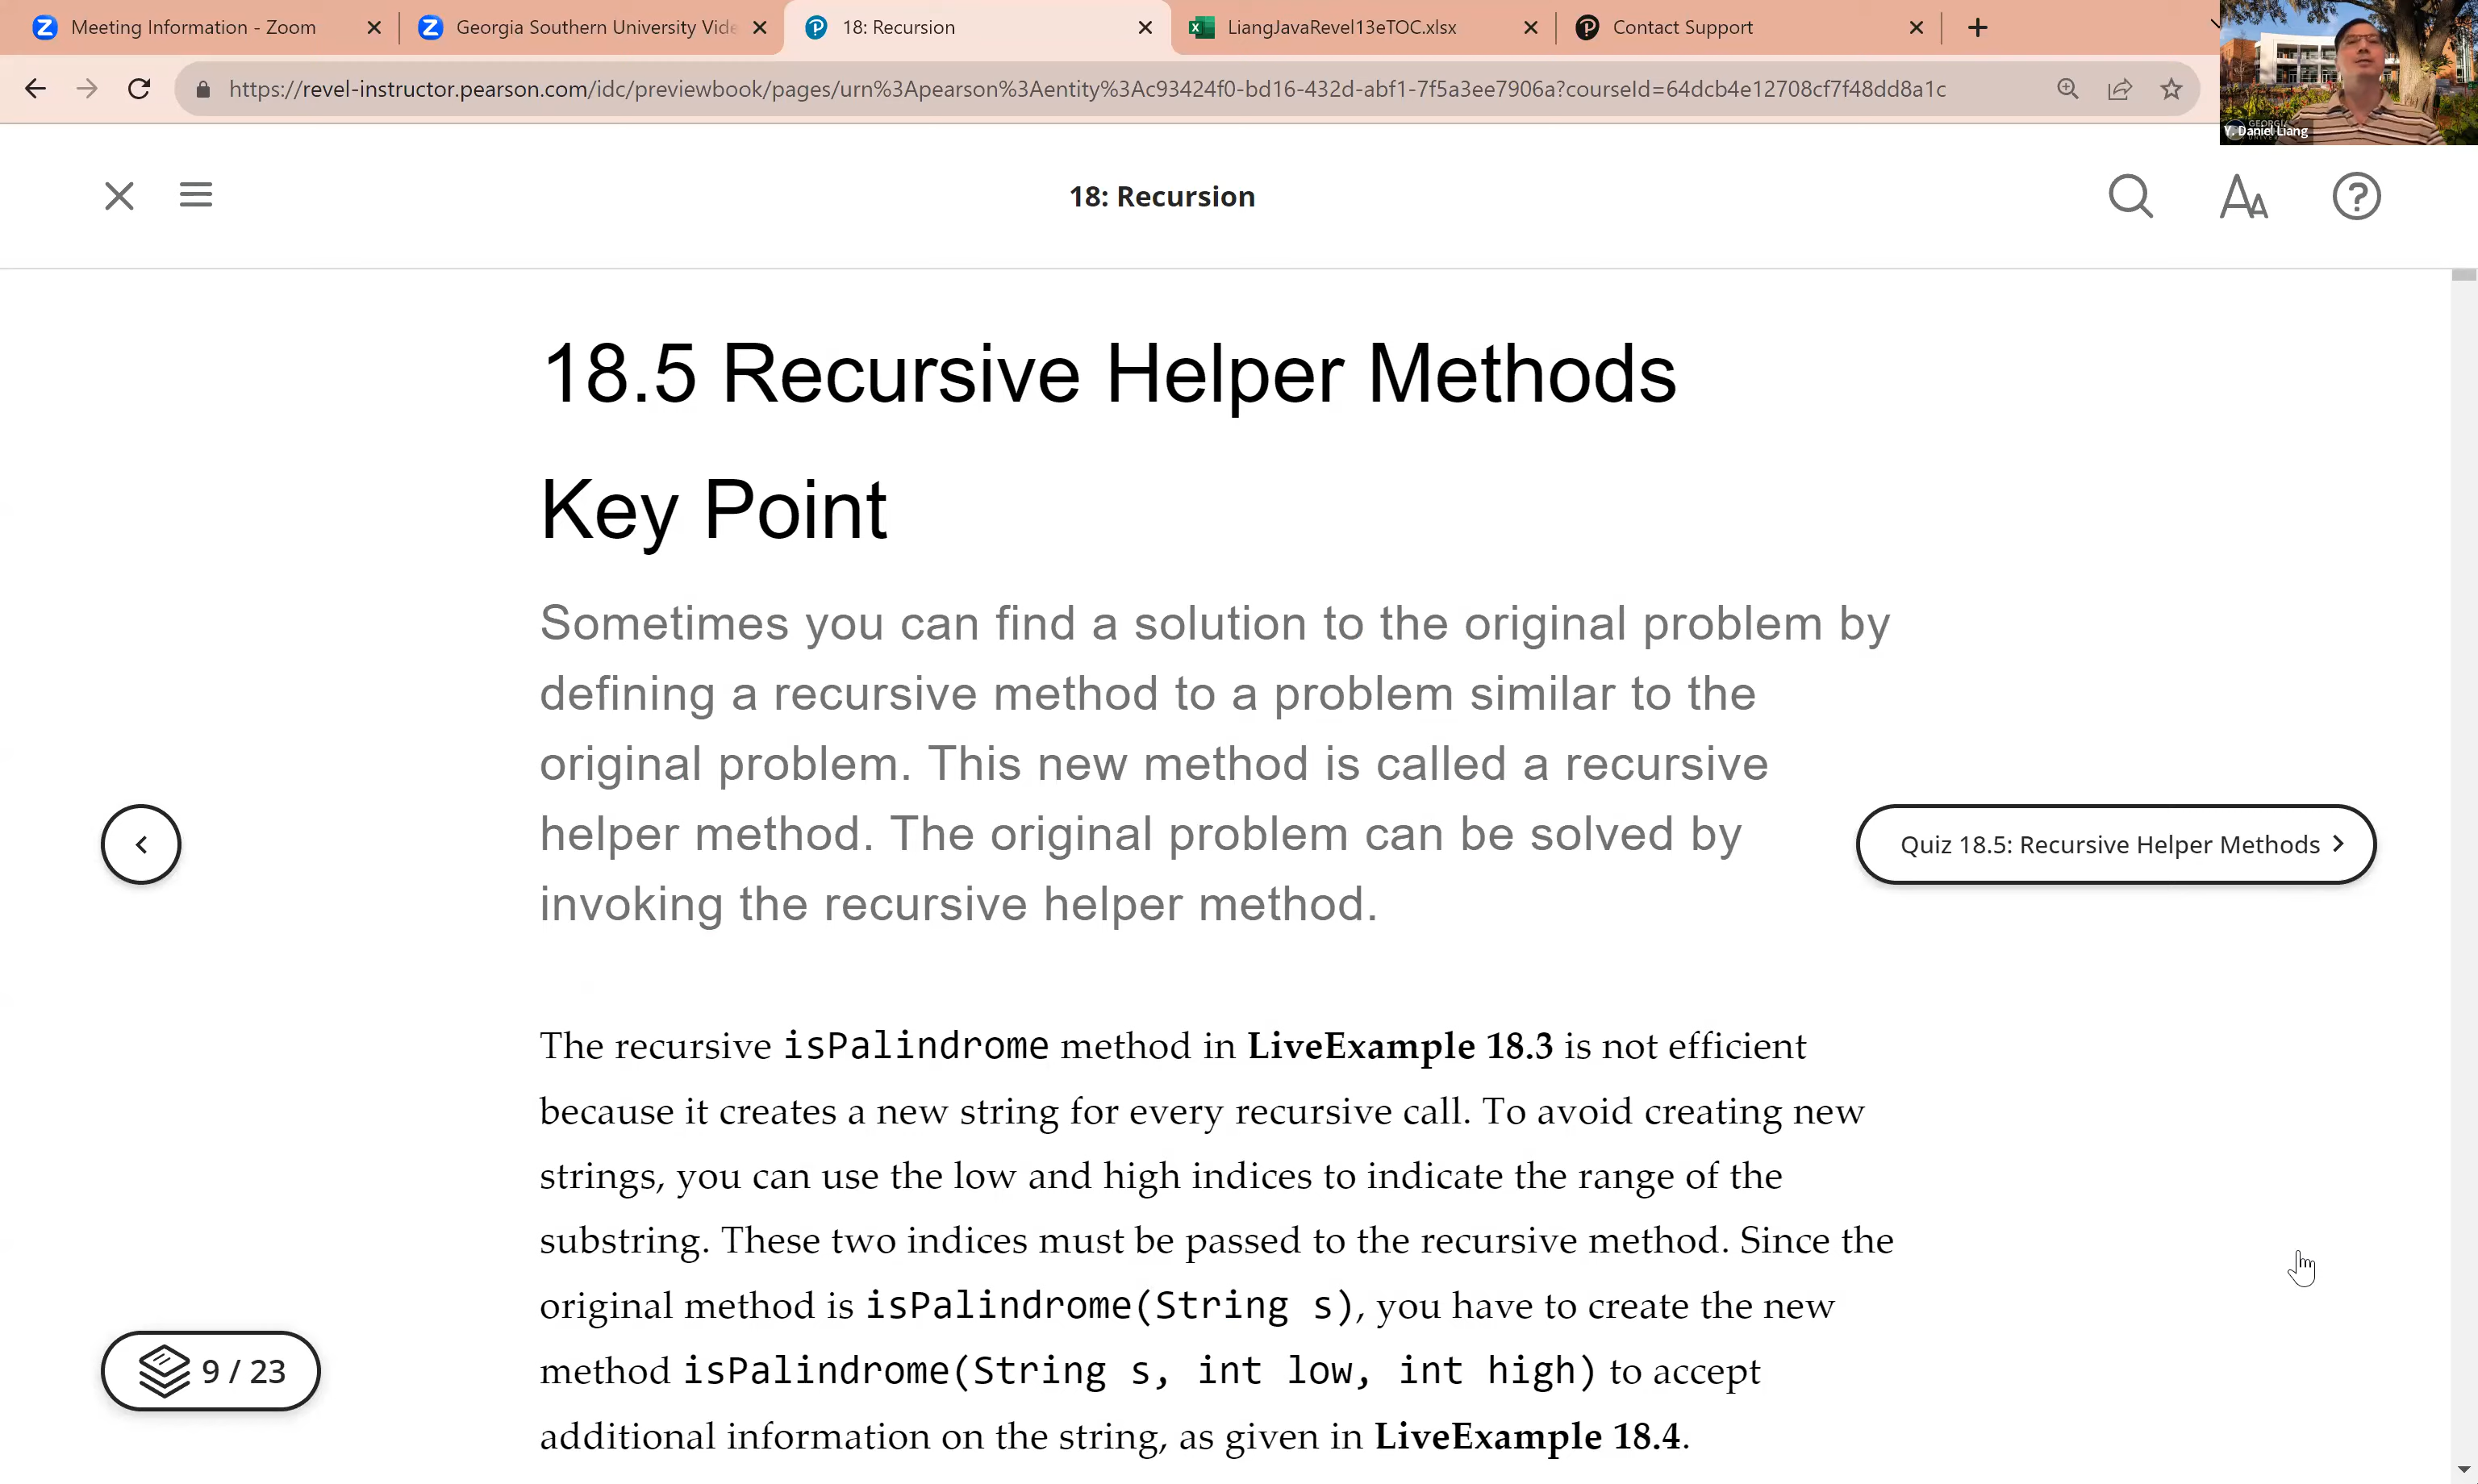 Meeting Information - Zoom
Georgia Southern University Vide
18: Recursion
LiangJavaRevel13eTOC.xlsx
Contact Support
https://revel-instructor.pearson.com/idc/previewbook/pages/urn%3Apearson%3Aentity%3Ac93424f0-bd16-432d-abf1-7f5a3ee7906a?courseId=64dcb4e12708cf7f48dd8a1c
Y. Daniel Liang
18: Recursion
18.5 Recursive Helper Methods
Key Point
Sometimes you can find a solution to the original problem by
defining a recursive method to a problem similar to the
original problem. This new method is called a recursive
helper method. The original problem can be solved by
invoking the recursive helper method.
Quiz 18.5: Recursive Helper Methods
The recursive isPalindrome method in LiveExample 18.3 is not efficient
because it creates a new string for every recursive call. To avoid creating new
strings, you can use the low and high indices to indicate the range of the
substring. These two indices must be passed to the recursive method. Since the
original method is isPalindrome(String s), you have to create the new
method isPalindrome(String s, int low, int high) to accept
additional information on the string, as given in LiveExample 18.4.
9 / 23